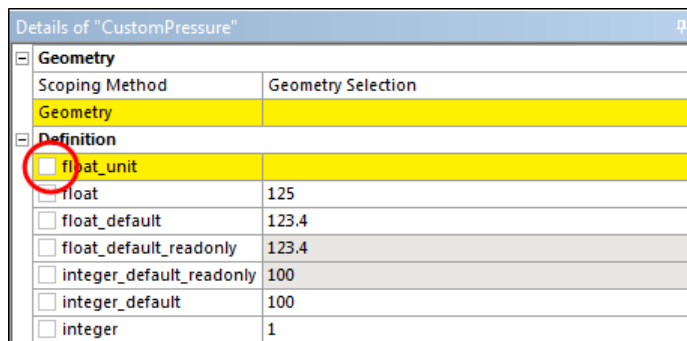 Details of "CustomPressure"
Geometry
Scoping Method Geometry Selection
Geometry
Definition
float_unit
float 125
float_default 123.4
float_default_readonly 123.4
integer_default_readonly 100
integer_default 100
integer 1